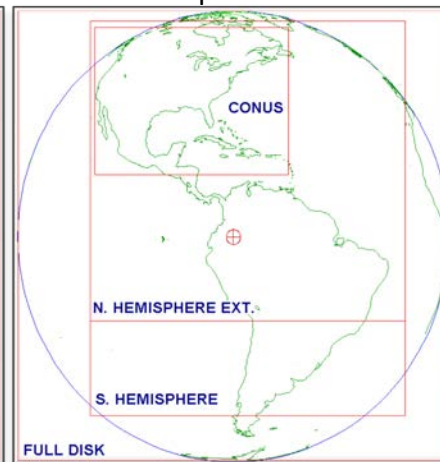 CONUS
N. HEMISPHERE EXT.
S. HEMISPHERE
FULL DISK